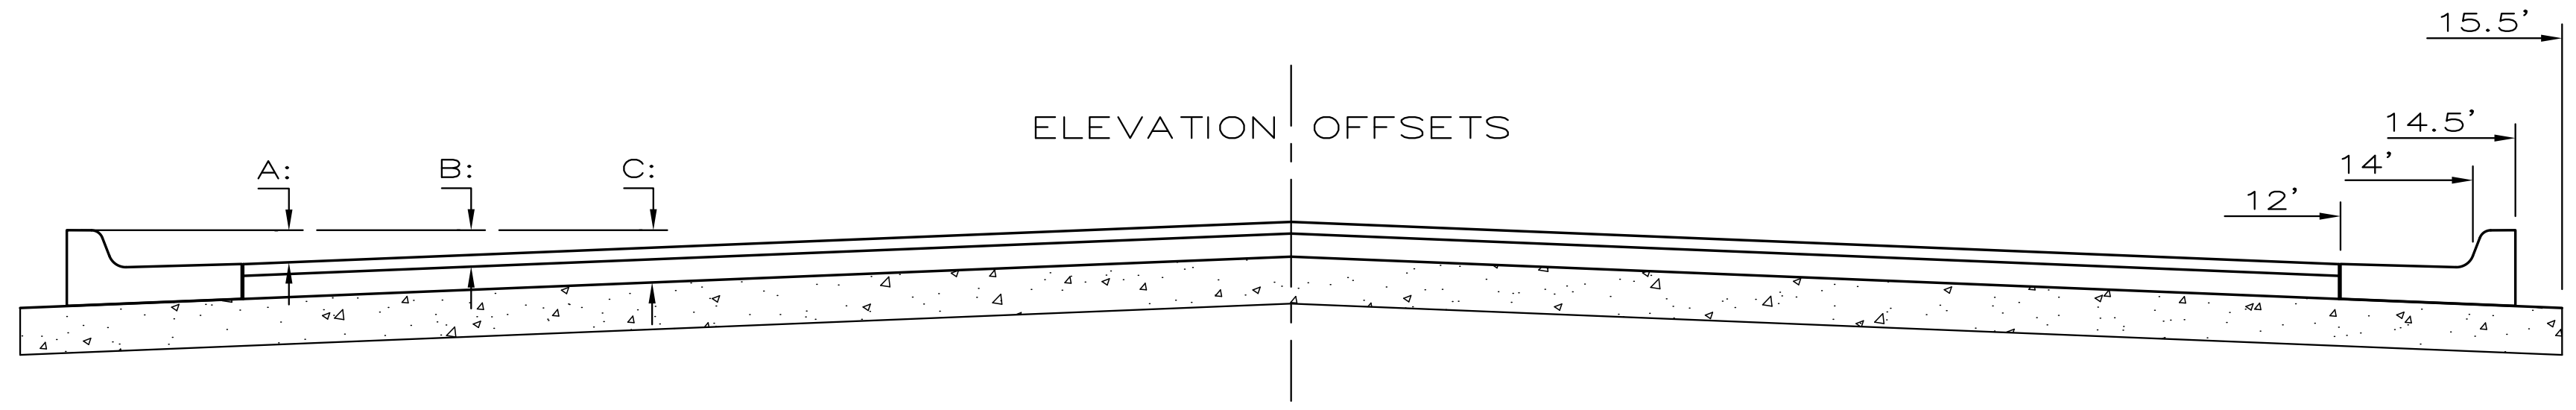 15.5'
14.5'
14'
12'
ELEVATION OFFSETS
A:
B:
C: